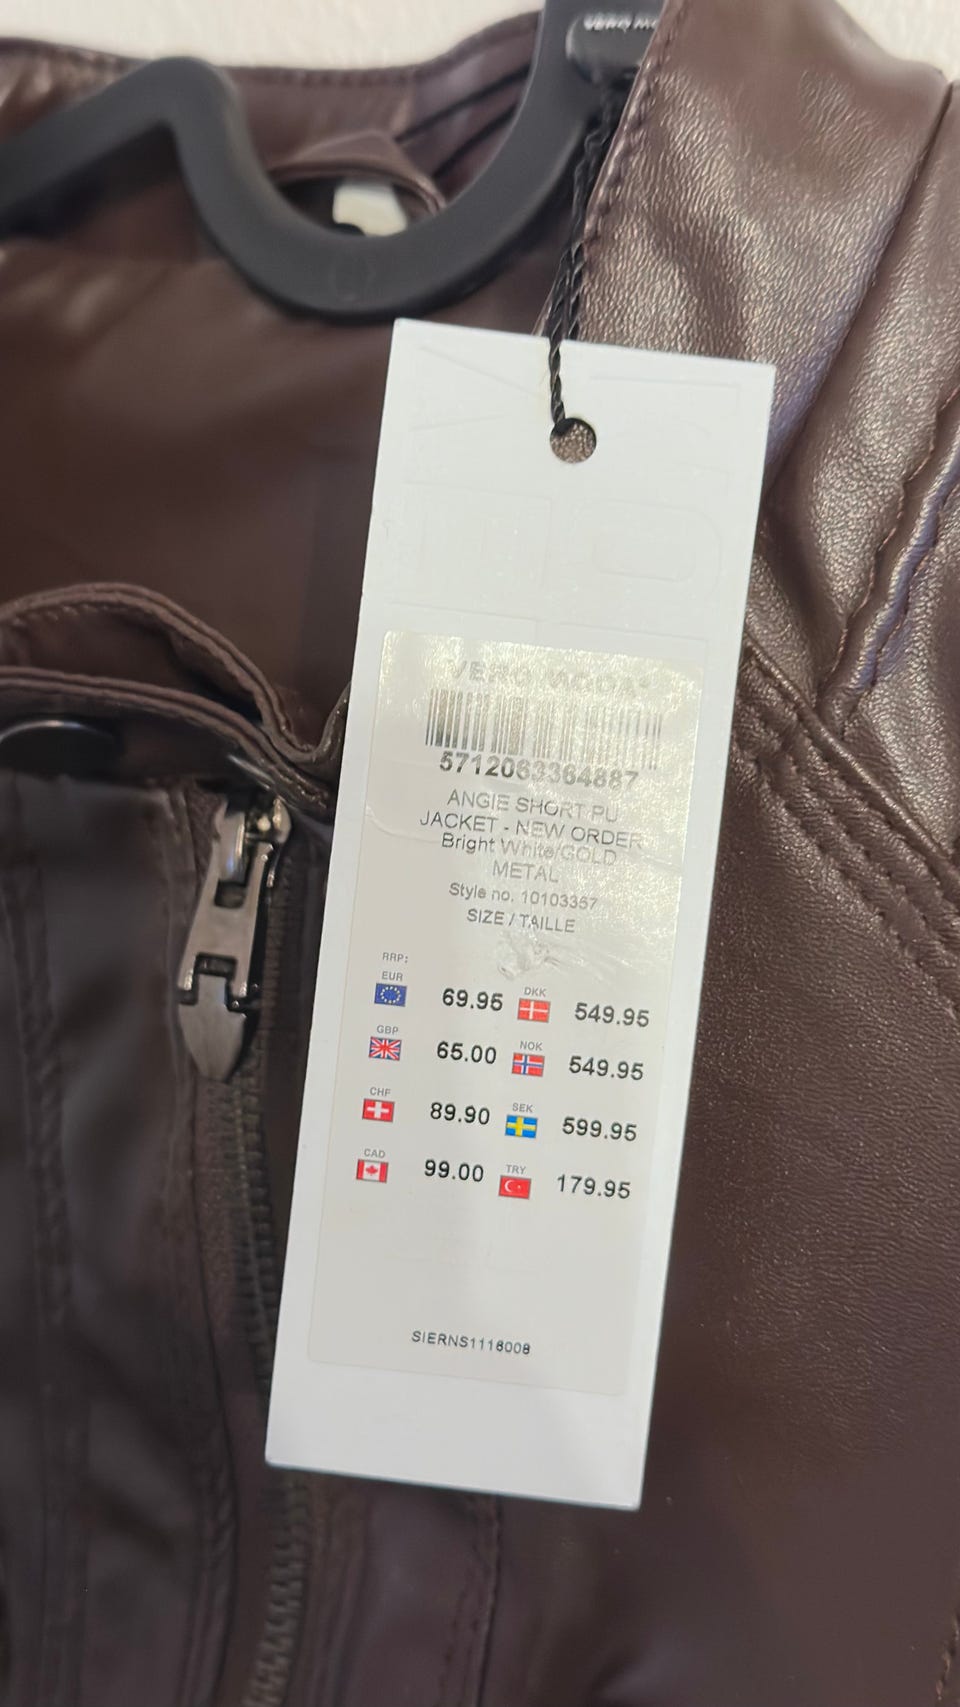 VERO MO
VERO MODA
5712063364887
ANGIE SHORT PU
JACKET - NEW ORDER
Bright White/GOLD
METAL
Style no. 10103357
SIZE / TAILLE
RRP:
EUR 69.95 DKK 549.95
GBP 65.00 NOK 549.95
CHF 89.90 SEK 599.95
CAD 99.00 TRY 179.95
SIERNS1118008